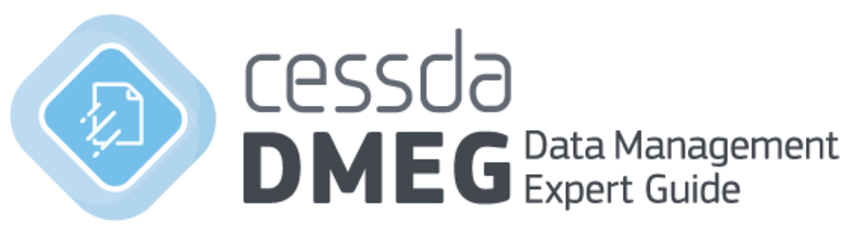 cessda
DMEG Data Management
Expert Guide